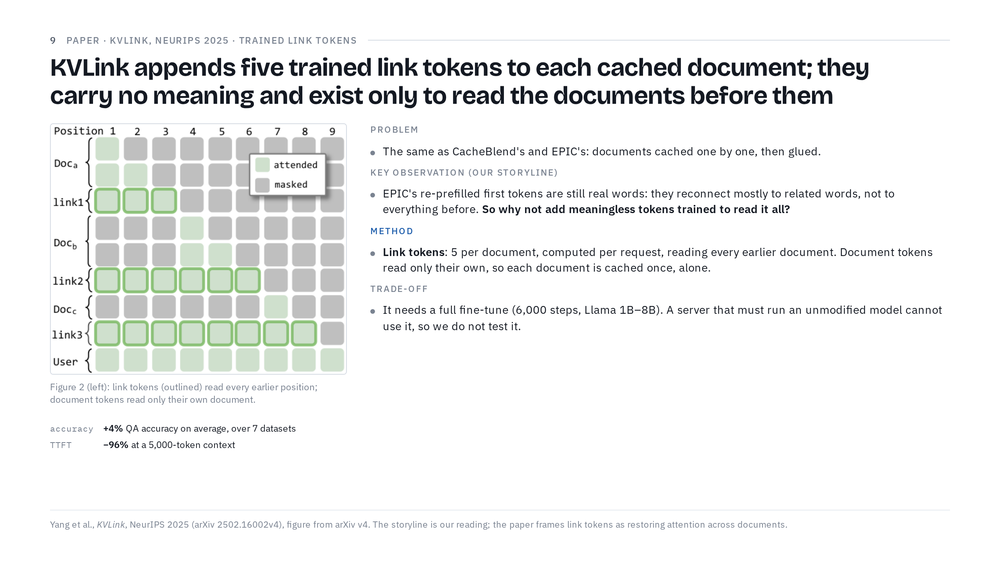 9 PAPER · KVLINK, NEURIPS 2025 · TRAINED LINK TOKENS
KVLink appends five trained link tokens to each cached document; they
carry no meaning and exist only to read the documents before them
Position 1 2 3 4 5 6 7 8 9
attended
Doca
masked
link1
Docb
link2
Docc
link3
User
Figure 2 (left): link tokens (outlined) read every earlier position;
document tokens read only their own document.
accuracy +4% QA accuracy on average, over 7 datasets
TTFT −96% at a 5,000-token context
PROBLEM
The same as CacheBlend's and EPIC's: documents cached one by one, then glued.
KEY OBSERVATION (OUR STORYLINE)
EPIC's re-prefilled first tokens are still real words: they reconnect mostly to related words, not to
everything before. So why not add meaningless tokens trained to read it all?
METHOD
Link tokens: 5 per document, computed per request, reading every earlier document. Document tokens
read only their own, so each document is cached once, alone.
TRADE-OFF
It needs a full fine-tune (6,000 steps, Llama 1B–8B). A server that must run an unmodified model cannot
use it, so we do not test it.
Yang et al., KVLink, NeurIPS 2025 (arXiv 2502.16002v4), figure from arXiv v4. The storyline is our reading; the paper frames link tokens as restoring attention across documents.